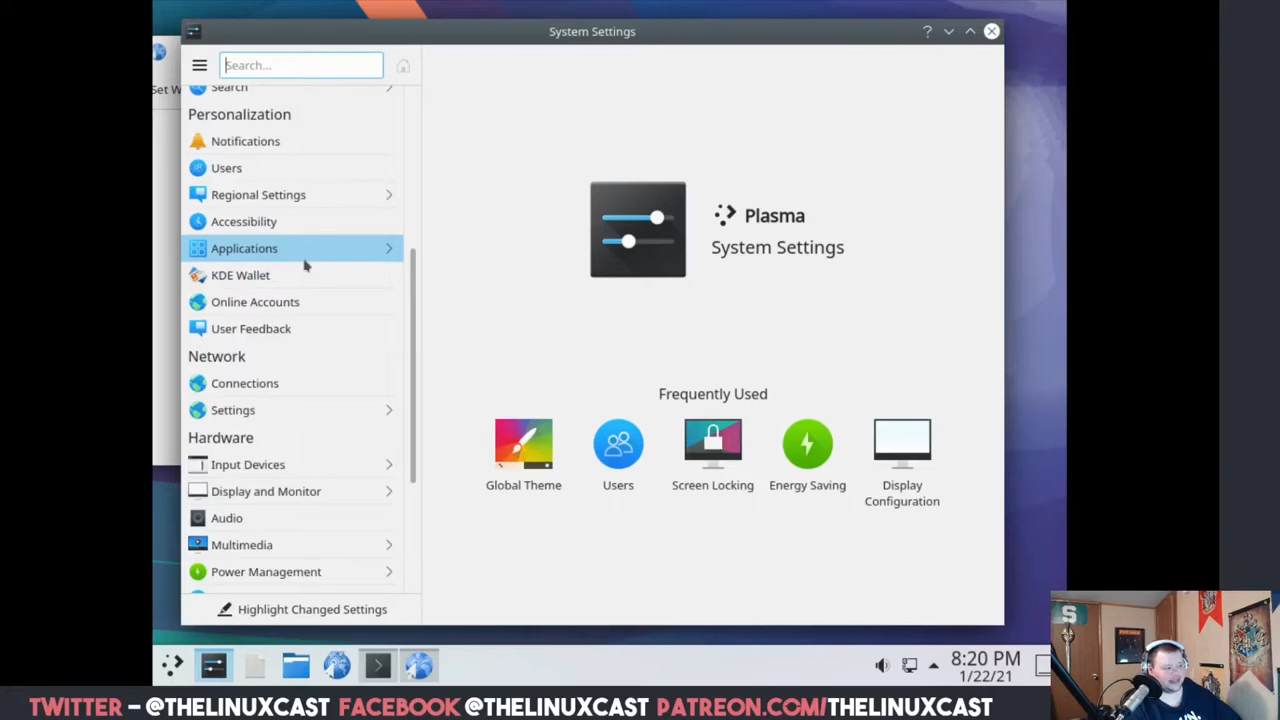 System Settings
Search...
Set W
Search
Personalization
Notifications
Users
Regional Settings
Accessibility
Applications
KDE Wallet
Online Accounts
User Feedback
Network
Connections
Settings
Hardware
Input Devices
Display and Monitor
Audio
Multimedia
Power Management
Highlight Changed Settings
Plasma
System Settings
Frequently Used
Global Theme
Users
Screen Locking
Energy Saving
Display
Configuration
8:20 PM
1/22/21
TWITTER – @THELINUXCAST FACEBOOK @THELINUXCAST PATREON.COM/THELINUXCAST